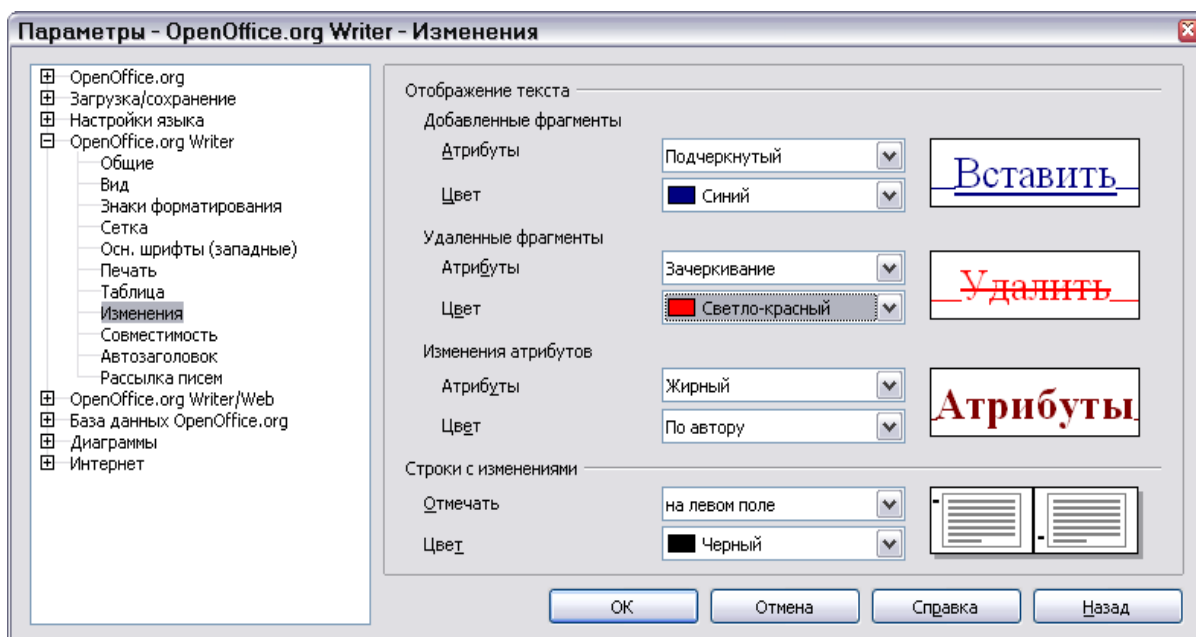 Параметры - OpenOffice.org Writer - Изменения
OpenOffice.org
Загрузка/сохранение
Настройки языка
OpenOffice.org Writer
Общие
Вид
Знаки форматирования
Сетка
Осн. шрифты (западные)
Печать
Таблица
Изменения
Совместимость
Автозаголовок
Рассылка писем
OpenOffice.org Writer/Web
База данных OpenOffice.org
Диаграммы
Интернет
Отображение текста
Добавленные фрагменты
Атрибуты Подчеркнутый
Цвет Синий
Вставить
Удаленные фрагменты
Атрибуты Зачеркивание
Цвет Светло-красный
Удалить
Изменения атрибутов
Атрибуты Жирный
Цвет По автору
Атрибуты
Строки с изменениями
Отмечать на левом поле
Цвет Черный
ОК Отмена Справка Назад